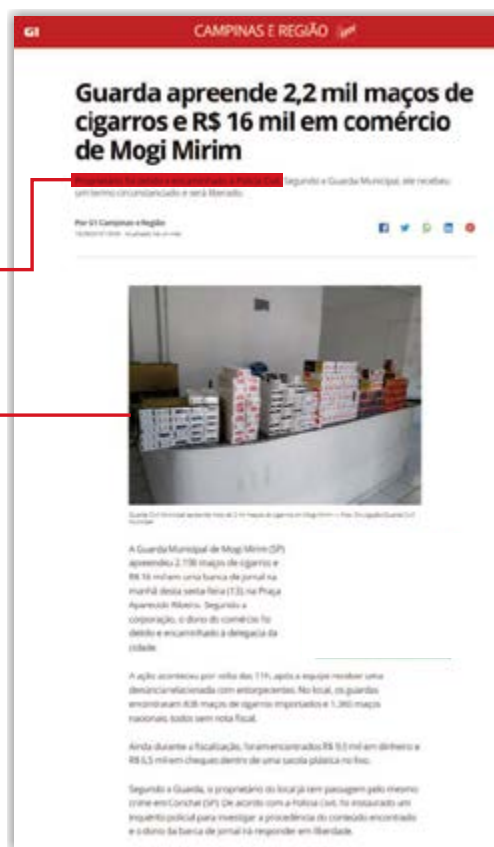 G1
CAMPINAS E REGIÃO
Guarda apreende 2,2 mil maços de
cigarros e R$ 16 mil em comércio
de Mogi Mirim
Proprietário foi detido e encaminhado à Polícia Civil. Segundo a Guarda Municipal, ele recebeu
um termo circunstanciado e será liberado.
Por G1 Campinas e Região
A Guarda Municipal de Mogi Mirim (SP)
apreendeu 2.198 maços de cigarros e
R$ 16 mil em uma banca de jornal na
manhã desta sexta-feira (13), na Praça
Aparecido Ribeiro. Segundo a
corporação, o dono do comércio foi
detido e encaminhado à delegacia da
cidade.
A ação aconteceu por volta das 11h, após a equipe receber uma
denúncia relacionada com entorpecentes. No local, os guardas
encontraram 838 maços de cigarros importados e 1.360 maços
nacionais, todos sem nota fiscal.
Ainda durante a fiscalização, foram encontrados R$ 9,5 mil em dinheiro e
R$ 6,5 mil em cheques dentro de uma sacola plástica no lixo.
Segundo a Guarda, o proprietário do local já tem passagem pelo mesmo
crime em Conchal (SP). De acordo com a Polícia Civil, foi instaurado um
inquérito policial para investigar a procedência do conteúdo encontrado
e o dono da banca de jornal irá responder em liberdade.